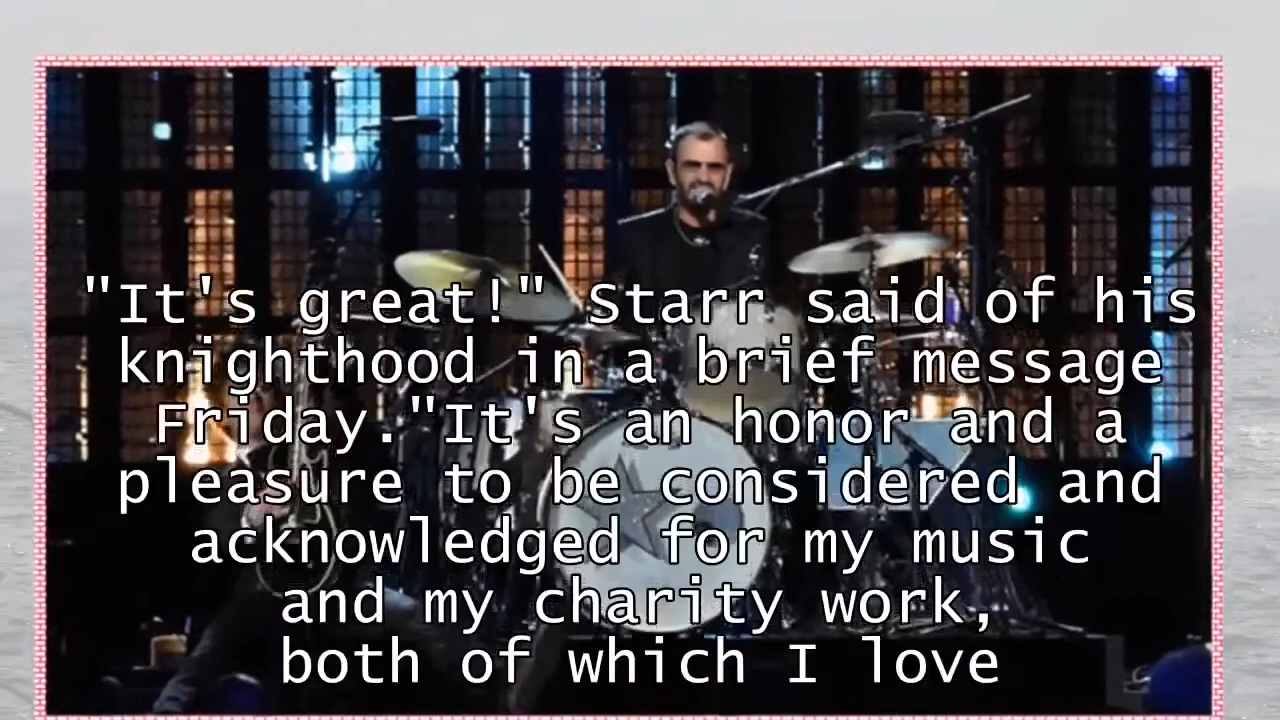 "It's great!" Starr said of his
knighthood in a brief message
Friday."It's an honor and a
pleasure to be considered and
acknowledged for my music
and my charity work,
both of which I love